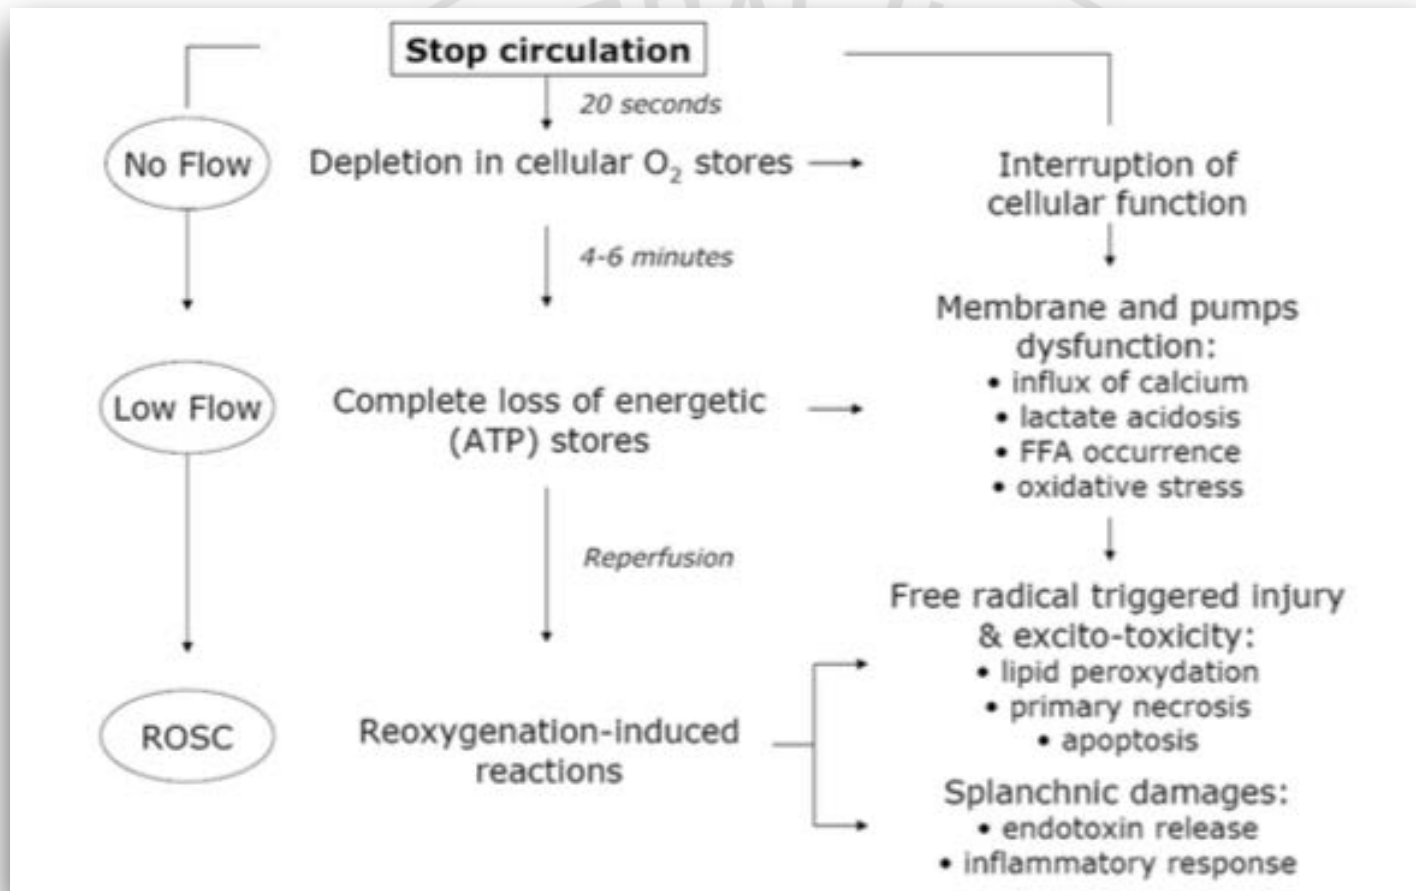 Stop circulation
20 seconds
No Flow
Depletion in cellular O₂ stores
Interruption of
cellular function
4-6 minutes
Membrane and pumps
dysfunction:
• influx of calcium
• lactate acidosis
• FFA occurrence
• oxidative stress
Low Flow
Complete loss of energetic
(ATP) stores
Reperfusion
Free radical triggered injury
& excito-toxicity:
• lipid peroxydation
• primary necrosis
• apoptosis
ROSC
Reoxygenation-induced
reactions
Splanchnic damages:
• endotoxin release
• inflammatory response